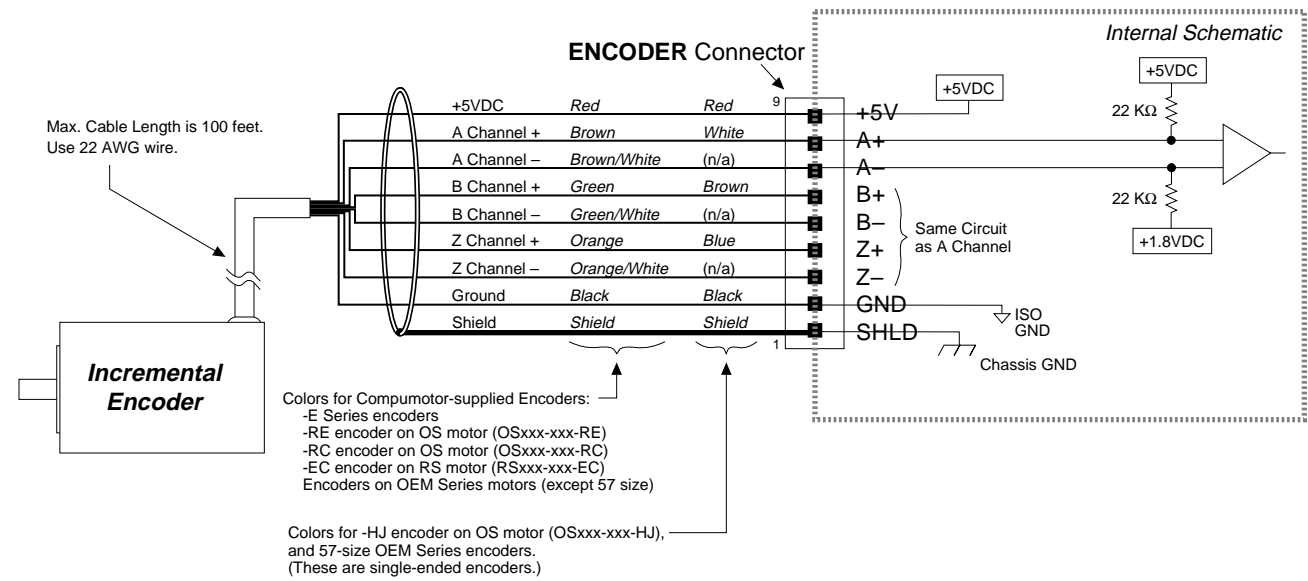 Internal Schematic
ENCODER Connector
+5VDC
+5VDC
22 KΩ
Max. Cable Length is 100 feet.
Use 22 AWG wire.
9
+5VDC Red Red +5V
A Channel + Brown White A+
A Channel – Brown/White (n/a) A–
B Channel + Green Brown B+
B Channel – Green/White (n/a) B–
Z Channel + Orange Blue Z+
Z Channel – Orange/White (n/a) Z–
Ground Black Black GND
Shield Shield Shield SHLD
1
22 KΩ
+1.8VDC
Same Circuit
as A Channel
ISO
GND
Chassis GND
Incremental
Encoder
Colors for Compumotor-supplied Encoders:
-E Series encoders
-RE encoder on OS motor (OSxxx-xxx-RE)
-RC encoder on OS motor (OSxxx-xxx-RC)
-EC encoder on RS motor (RSxxx-xxx-EC)
Encoders on OEM Series motors (except 57 size)
Colors for -HJ encoder on OS motor (OSxxx-xxx-HJ),
and 57-size OEM Series encoders.
(These are single-ended encoders.)